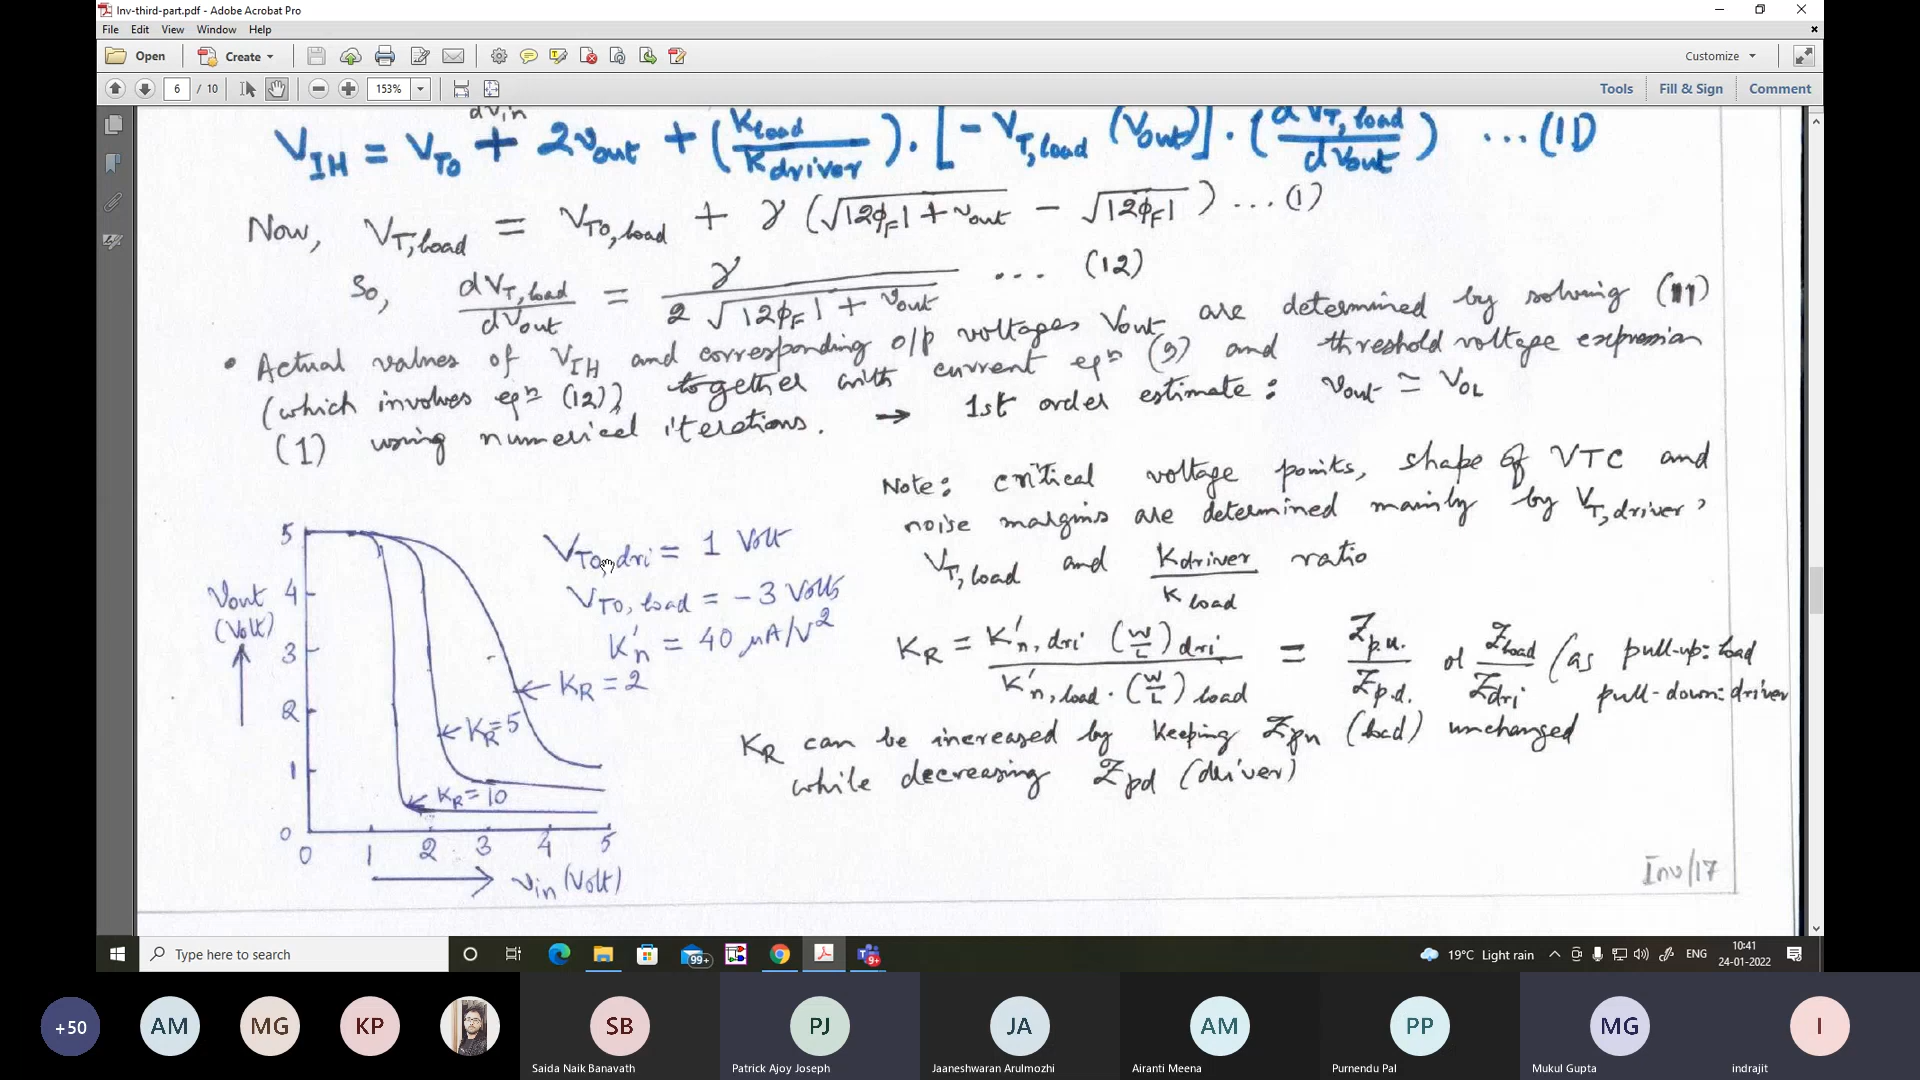 Inv-third-part.pdf - Adobe Acrobat Pro
File Edit View Window Help
Open Create Customize
6 / 10 153% Tools Fill & Sign Comment
dVin
VIH = VT0 + 2Vout + (Kload / Kdriver) . [- VT,load (Vout)] . (dVT,load / dVout) ... (11)
Now, VT,load = VT0,load + γ (√|2ϕF| + Vout - √|2ϕF|) ... (1)
So, dVT,load / dVout = γ / 2 √|2ϕF| + Vout ... (12)
• Actual values of VIH and corresponding o/p voltages Vout are determined by solving (11)
(which involves eqn (12)) together with current eqn (9) and threshold voltage expression
(1) using numerical iterations. → 1st order estimate : Vout ≃ VOL
Note: critical voltage points, shape of VTC and
noise margins are determined mainly by VT,driver,
VT,load and Kdriver / Kload ratio
KR = K'n,dri (W/L)dri / K'n,load . (W/L)load = Zp.u. / Zp.d. or Zload / Zdri (as pull-up: load
pull-down: driver
KR can be increased by keeping Zpu (load) unchanged
while decreasing Zpd (driver)
VT0,dri = 1 Volt
VT0,load = -3 Volts
K'n = 40 μA/V²
KR = 2
KR = 5
KR = 10
Vout (Volt)
5
4
3
2
1
0
0 1 2 3 4 5
Vin (Volt)
Inv/17
Type here to search
99+
9+
19°C Light rain ENG 10:41
24-01-2022
+50 AM MG KP SB PJ JA AM PP MG I
Saida Naik Banavath Patrick Ajoy Joseph Jaaneshwaran Arulmozhi Airanti Meena Purnendu Pal Mukul Gupta indrajit